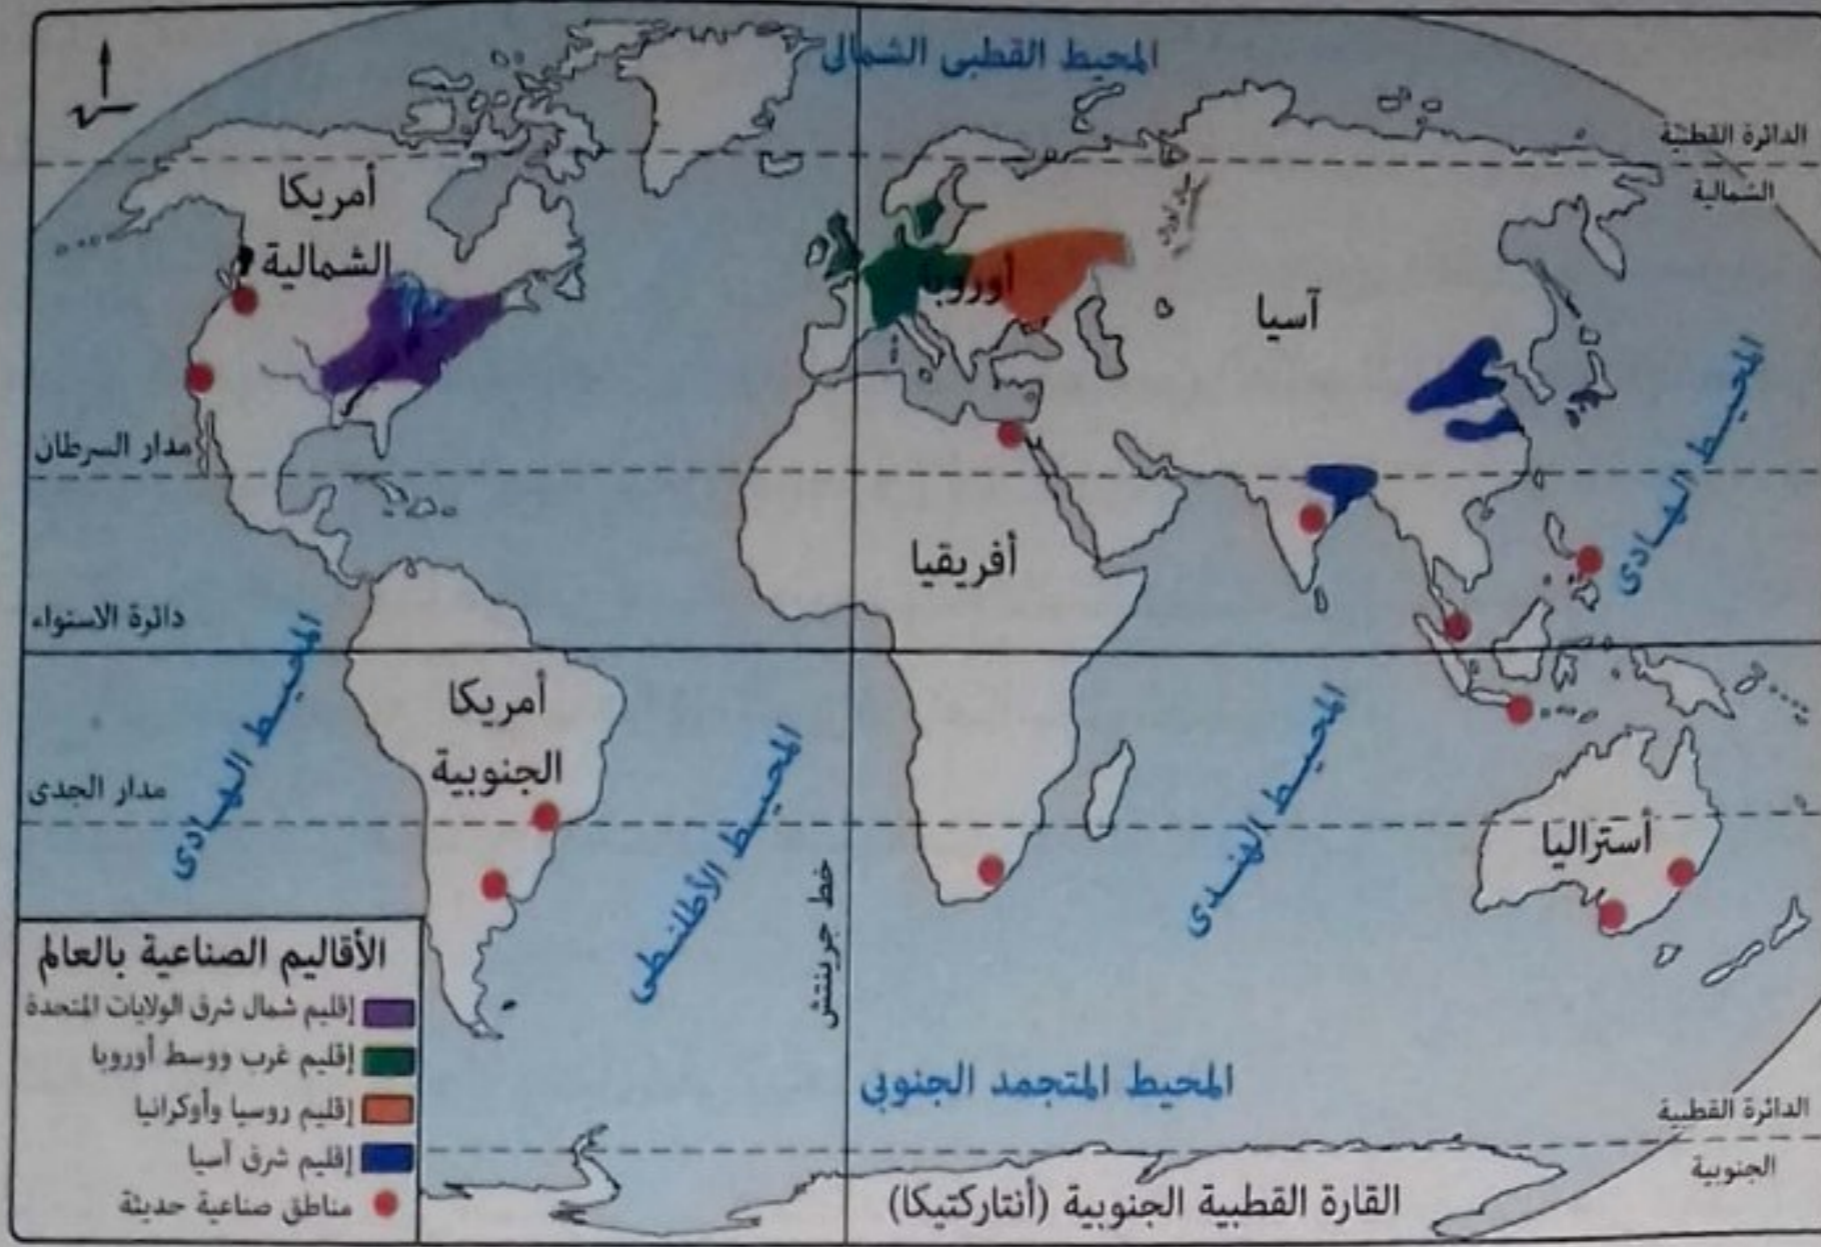 المحيط القطبى الشمالى
الدائرة القطبية
الشمالية
أمريكا
الشمالية
أوروبا
جبال أورال
آسيا
المحيط الهادى
مدار السرطان
أفريقيا
دائرة الاستواء
المحيط الهادى
أمريكا
الجنوبية
المحيط الأطلنطى
المحيط الهندى
مدار الجدى
أستراليا
خط جرينتش
الأقاليم الصناعية بالعالم
إقليم شمال شرق الولايات المتحدة
إقليم غرب ووسط أوروبا
إقليم روسيا وأوكرانيا
إقليم شرق آسيا
مناطق صناعية حديثة
المحيط المتجمد الجنوبى
الدائرة القطبية
الجنوبية
القارة القطبية الجنوبية (أنتاركتيكا)